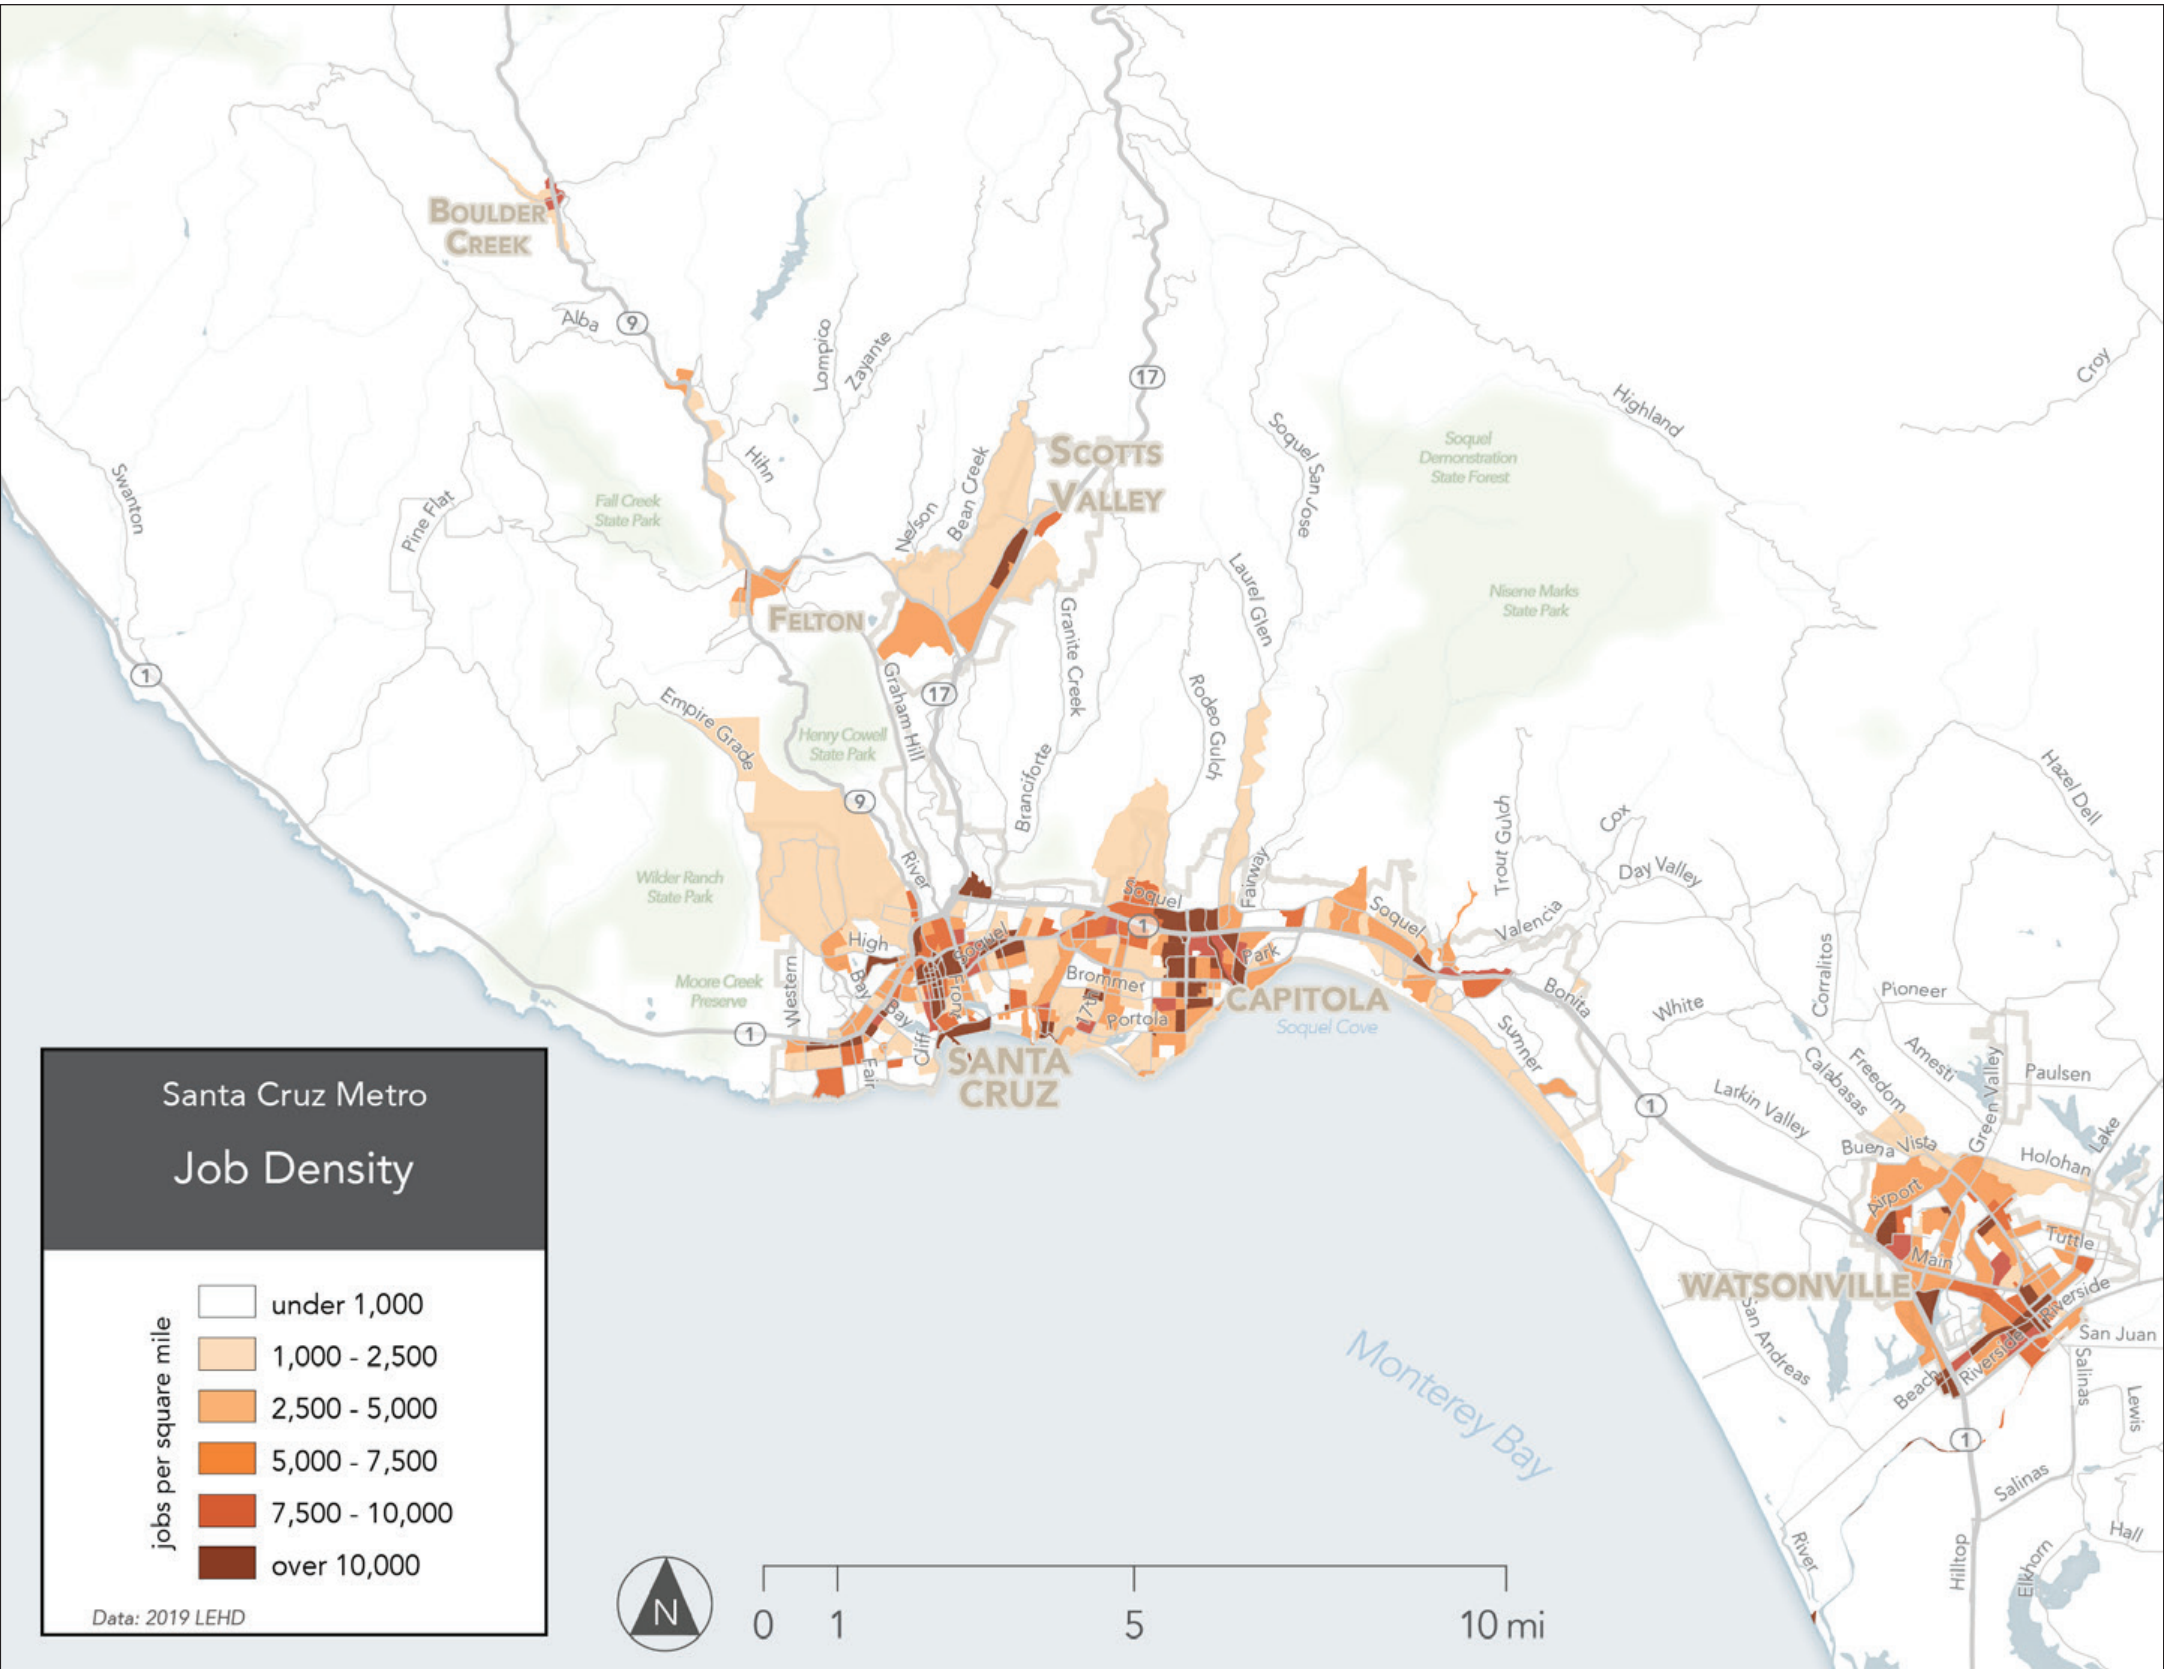 BOULDER
CREEK
Alba
9
Lompico
Zayante
17
Highland
Croy
Swanton
Pine Flat
Hihn
Fall Creek
State Park
Nelson
Bean Creek
SCOTTS
VALLEY
Soquel San Jose
Soquel
Demonstration
State Forest
Nisene Marks
State Park
FELTON
Laurel Glen
Granite Creek
1
Empire Grade
Graham Hill
17
Henry Cowell
State Park
Rodeo Gulch
Branciforte
9
Hazel Dell
Trout Gulch
Cox
Day Valley
Wilder Ranch
State Park
River
Soquel
Fairway
Soquel
Valencia
1
High
Soquel
Park
Corralitos
Pioneer
Moore Creek
Preserve
Western
Bay
Front
Brommer
CAPITOLA
Soquel Cove
Bonita
White
17th
Portola
Bay
1
Cliff
Fair
SANTA
CRUZ
Sumner
Freedom
Calabasas
Amesti
Green Valley
Paulsen
1
Larkin Valley
Buena Vista
Holohan
Lake
Airport
Tuttle
Main
WATSONVILLE
Riverside
San Juan
San Andreas
Riverside
Beach
Salinas
Lewis
1
Salinas
Monterey Bay
River
Hilltop
Elkhorn
Hall
Santa Cruz Metro
Job Density
jobs per square mile
under 1,000
1,000 - 2,500
2,500 - 5,000
5,000 - 7,500
7,500 - 10,000
over 10,000
Data: 2019 LEHD
N
0 1 5 10 mi